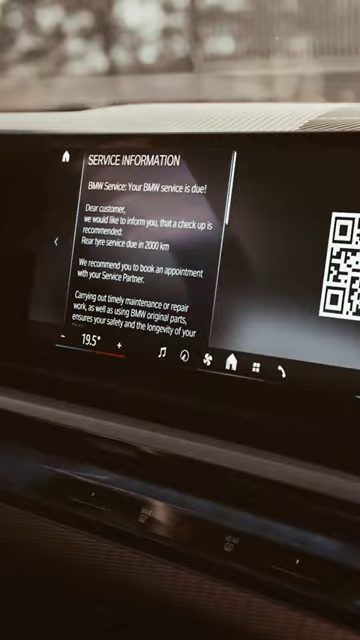 SERVICE INFORMATION
BMW Service: Your BMW service is due!
Dear customer,
we would like to inform you, that a check up is
recommended:
Rear tyre service due in 2000 km
We recommend you to book an appointment
with your Service Partner.
Carrying out timely maintenance or repair
work, as well as using BMW original parts,
ensures your safety and the longevity of your
- 19.5° +